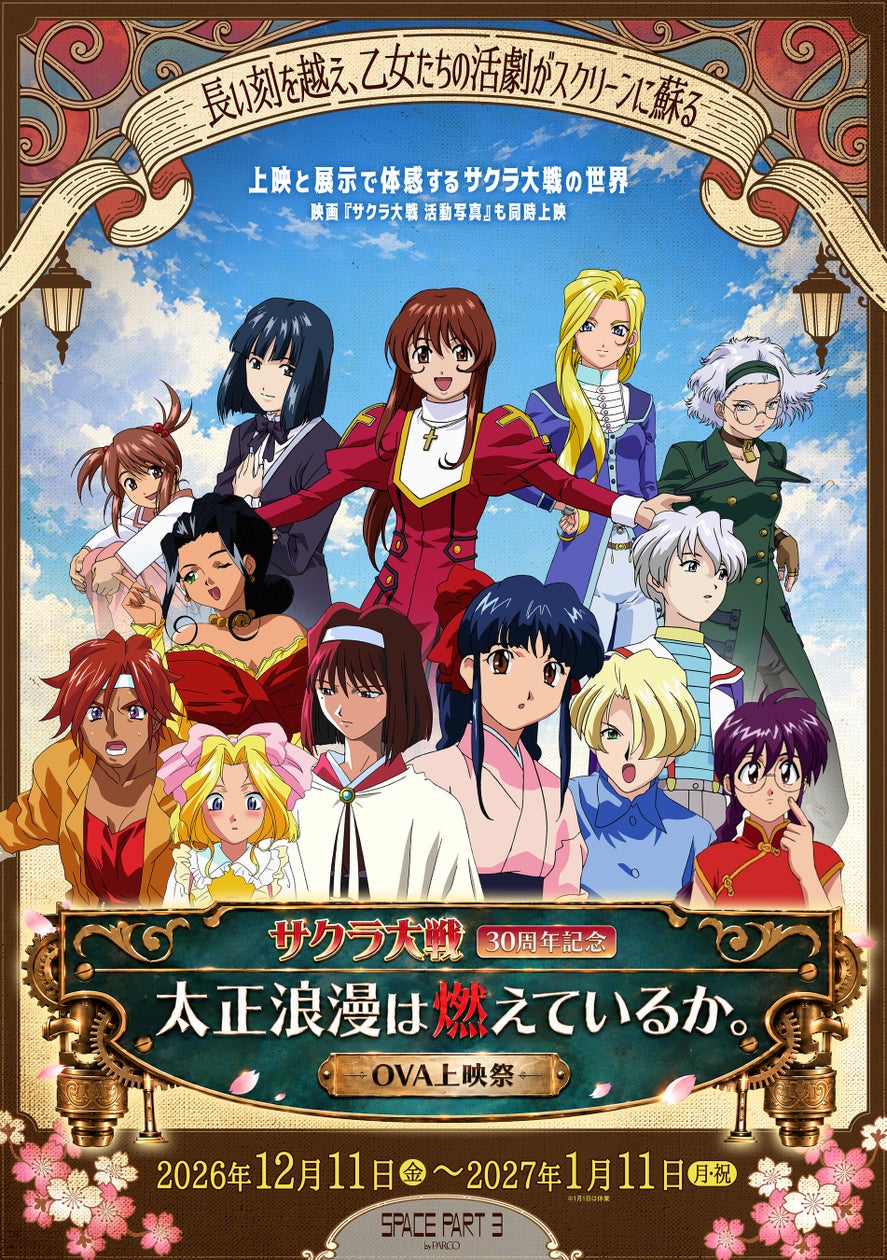 長い刻を越え、乙女たちの活劇がスクリーンに蘇る
上映と展示で体感するサクラ大戦の世界
映画『サクラ大戦 活動写真』も同時上映
サクラ大戦 30周年記念
太正浪漫は燃えているか。
OVA上映祭
2026年12月11日金～2027年1月11日月・祝
※1月1日は休業
SPACE PART 3
by PARCO